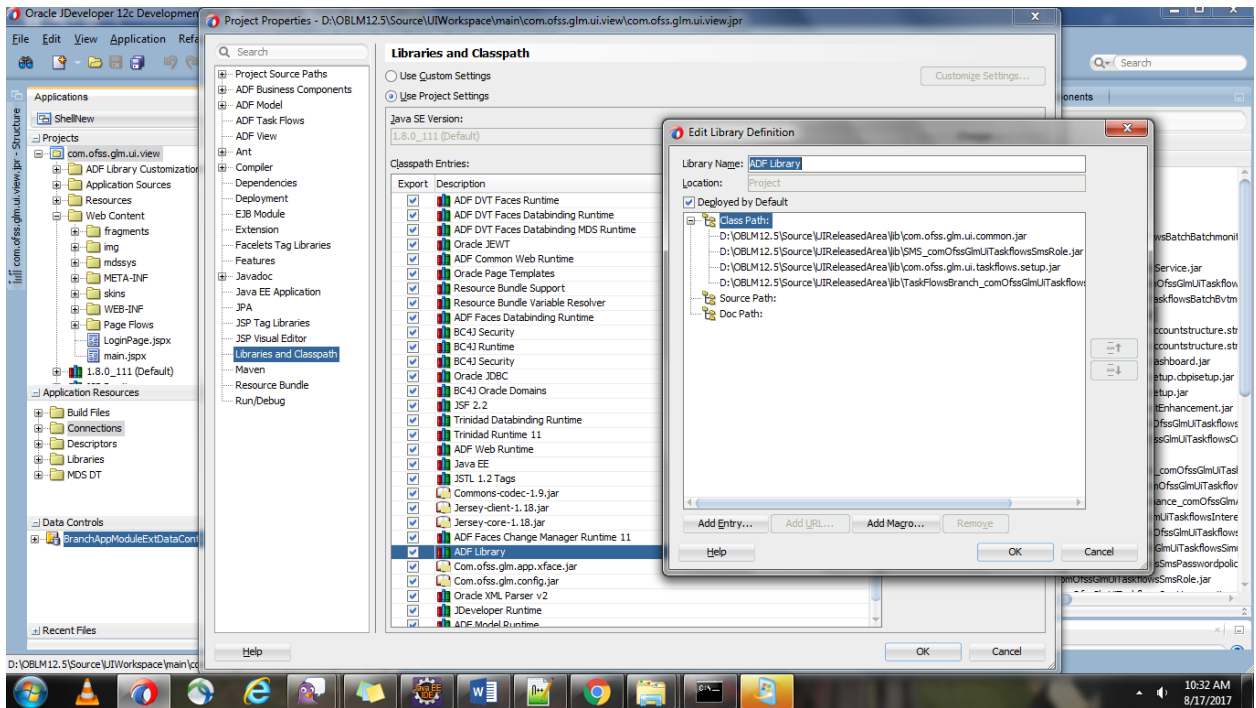 Oracle JDeveloper 12c Developmen
File Edit View Application Refa
Search
Applications
ShellNew
Projects
com.ofss.glm.ui.view
ADF Library Customization
Application Sources
Resources
Web Content
fragments
img
mdssys
META-INF
skins
WEB-INF
Page Flows
LoginPage.jspx
main.jspx
1.8.0_111 (Default)
Application Resources
Build Files
Connections
Descriptors
Libraries
MDS DT
Data Controls
BranchAppModuleExtDataCont
Recent Files
D:\OBLM12.5\Source\UIWorkspace\main\co
com.ofss.glm.ui.view.jpr - Structure
Project Properties - D:\OBLM12.5\Source\UIWorkspace\main\com.ofss.glm.ui.view\com.ofss.glm.ui.view.jpr
Search
Project Source Paths
ADF Business Components
ADF Model
ADF Task Flows
ADF View
Ant
Compiler
Dependencies
Deployment
EJB Module
Extension
Facelets Tag Libraries
Features
Javadoc
Java EE Application
JPA
JSP Tag Libraries
JSP Visual Editor
Libraries and Classpath
Maven
Resource Bundle
Run/Debug
Libraries and Classpath
Use Custom Settings
Customize Settings...
Use Project Settings
Java SE Version:
1.8.0_111 (Default)
Classpath Entries:
Export Description
ADF DVT Faces Runtime
ADF DVT Faces Databinding Runtime
ADF DVT Faces Databinding MDS Runtime
Oracle JEWT
ADF Common Web Runtime
Oracle Page Templates
Resource Bundle Support
Resource Bundle Variable Resolver
ADF Faces Databinding Runtime
BC4J Security
BC4J Runtime
BC4J Security
Oracle JDBC
BC4J Oracle Domains
JSF 2.2
Trinidad Databinding Runtime
Trinidad Runtime 11
ADF Web Runtime
Java EE
JSTL 1.2 Tags
Commons-codec-1.9.jar
Jersey-client-1.18.jar
Jersey-core-1.18.jar
ADF Faces Change Manager Runtime 11
ADF Library
Com.ofss.glm.app.xface.jar
Com.ofss.glm.config.jar
Oracle XML Parser v2
JDeveloper Runtime
ADF Model Runtime
Help
OK
Cancel
Edit Library Definition
Library Name: ADF Library
Location: Project
Deployed by Default
Class Path:
D:\OBLM12.5\Source\UIReleasedArea\lib\com.ofss.glm.ui.common.jar
D:\OBLM12.5\Source\UIReleasedArea\lib\SMS_comOfssGlmUiTaskflowsSmsRole.jar
D:\OBLM12.5\Source\UIReleasedArea\lib\com.ofss.glm.ui.taskflows.setup.jar
D:\OBLM12.5\Source\UIReleasedArea\lib\TaskFlowsBranch_comOfssGlmUiTaskflows
Source Path:
Doc Path:
Add Entry...
Add URL...
Add Macro...
Remove
Help
OK
Cancel
onents
wsBatchBatchmonit
Service.jar
askflowsBatchBvtm
ccountstructure.str
ccountstructure.str
ashboard.jar
etup.cbpisetup.jar
etup.jar
tEnhancement.jar
OfssGlmUiTaskflows
ssGlmUiTaskflowsC
_comOfssGlmUiTasl
nOfssGlmUiTaskflov
ance_comOfssGlm
mUiTaskflowsIntere
OfssGlmUiTaskflows
GlmUiTaskflowsSim
sSmsPasswordpolic
omOfssGlmUiTaskflowsSmsRole.jar
10:32 AM
8/17/2017